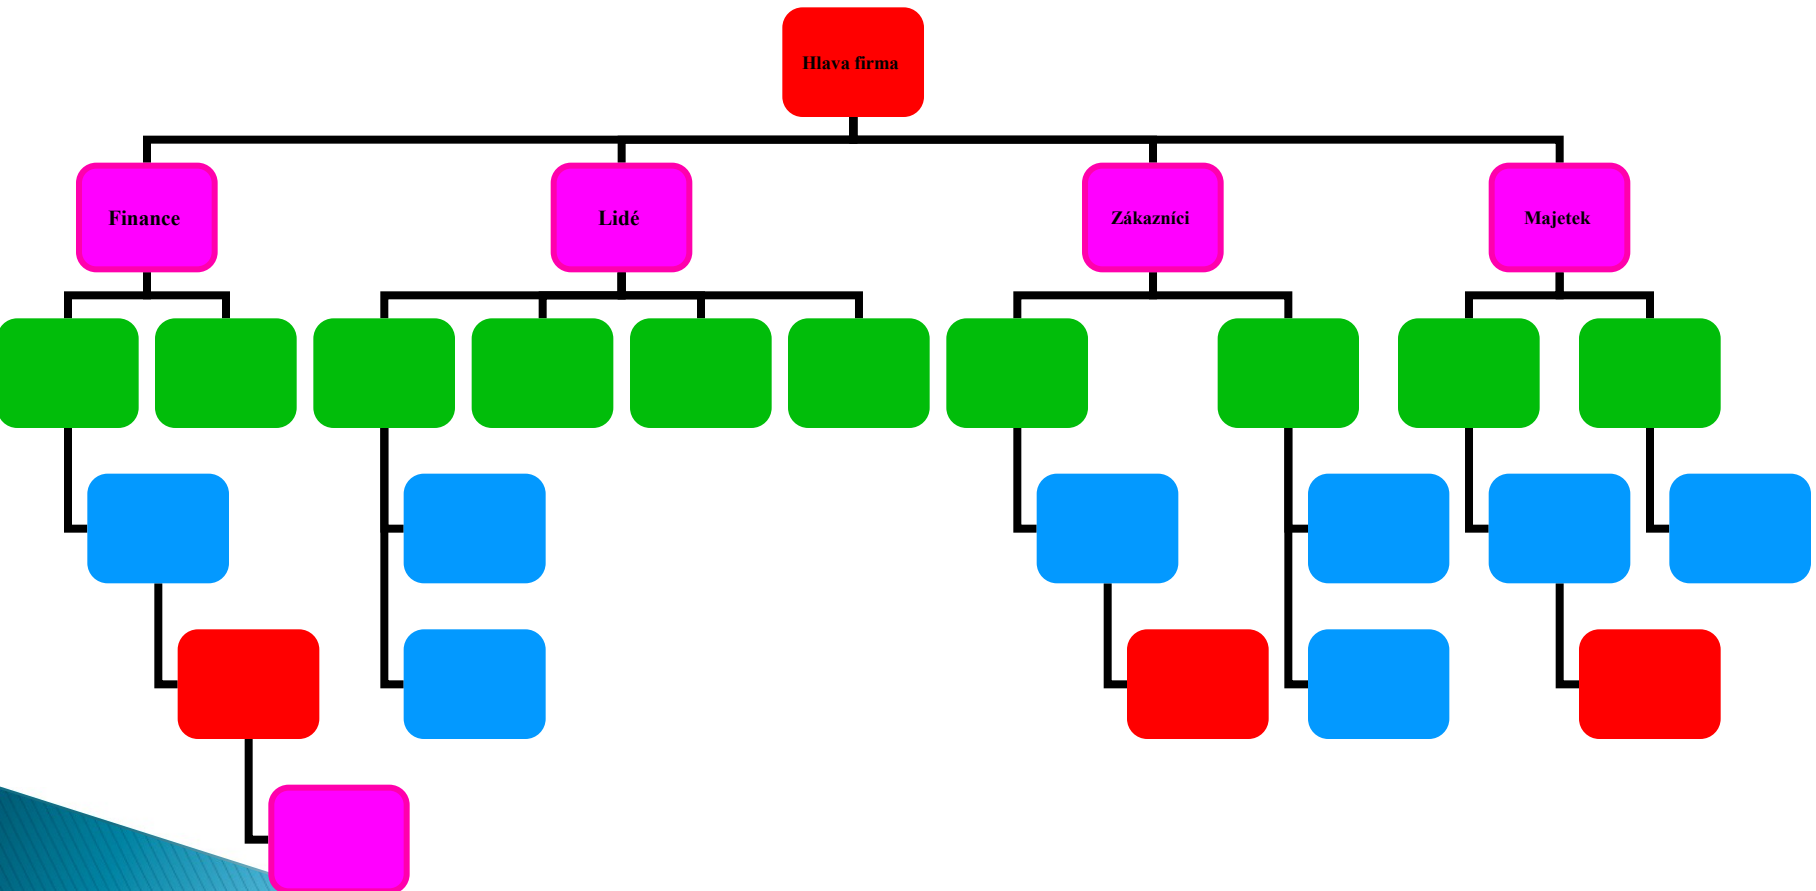 Hlava firma
Finance
Lidé
Zákazníci
Majetek